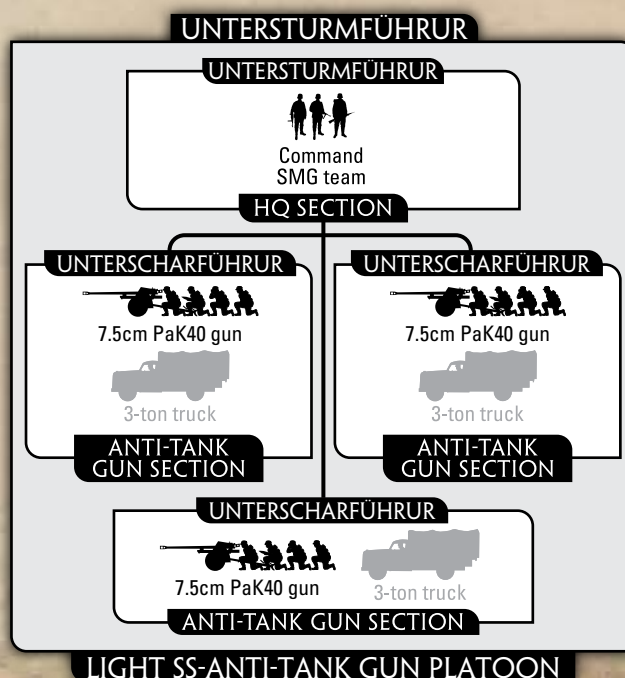 UNTERSTURMFÜHRUR
UNTERSTURMFÜHRUR
Command
SMG team
HQ SECTION
UNTERSCHARFÜHRUR
7.5cm PaK40 gun
3-ton truck
ANTI-TANK
GUN SECTION
UNTERSCHARFÜHRUR
7.5cm PaK40 gun
3-ton truck
ANTI-TANK
GUN SECTION
UNTERSCHARFÜHRUR
7.5cm PaK40 gun
3-ton truck
ANTI-TANK GUN SECTION
LIGHT SS-ANTI-TANK GUN PLATOON